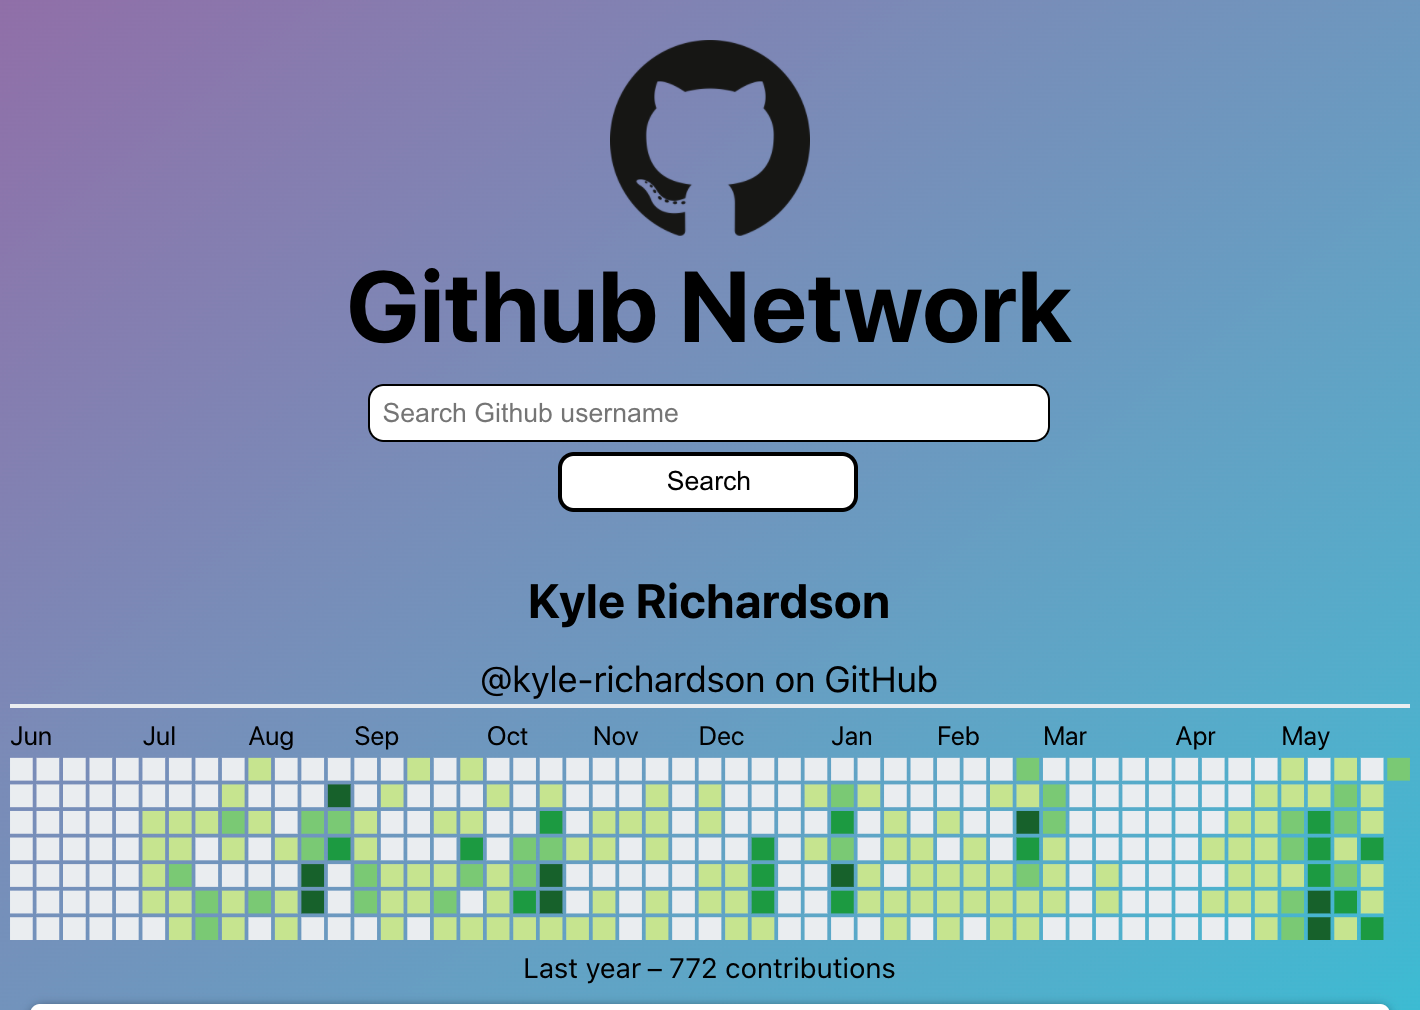 Github Network
Search Github username
Search
Kyle Richardson
@kyle-richardson on GitHub
Jun Jul Aug Sep Oct Nov Dec Jan Feb Mar Apr May
Last year – 772 contributions